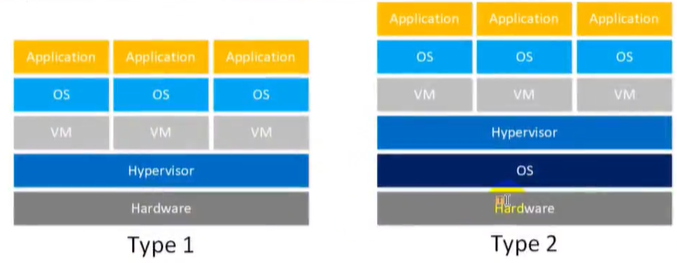 Application Application Application
OS OS OS
VM VM VM
Hypervisor
Hardware
Type 1
Application Application Application
OS OS OS
VM VM VM
Hypervisor
OS
Hardware
Type 2